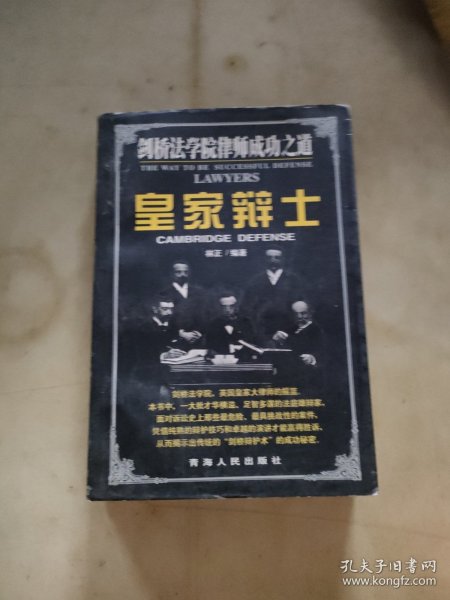 剑桥法学院律师成功之道
THE WAY TO BE SUCCESSFUL DEFENSE
LAWYERS
皇家辩士
CAMBRIDGE DEFENSE
林正/编著
剑桥法学院，英国皇家大律师的摇篮。
本书中，一大批才华横溢、足智多谋的法庭雄辩家，
面对诉讼史上那些最危险、最具挑战性的案件，
凭借纯熟的辩护技巧和卓越的演讲才能赢得胜诉，
从而揭示出传统的“剑桥辩护术”的成功秘密。
青海人民出版社
孔夫子旧书网
www.kongfz.com